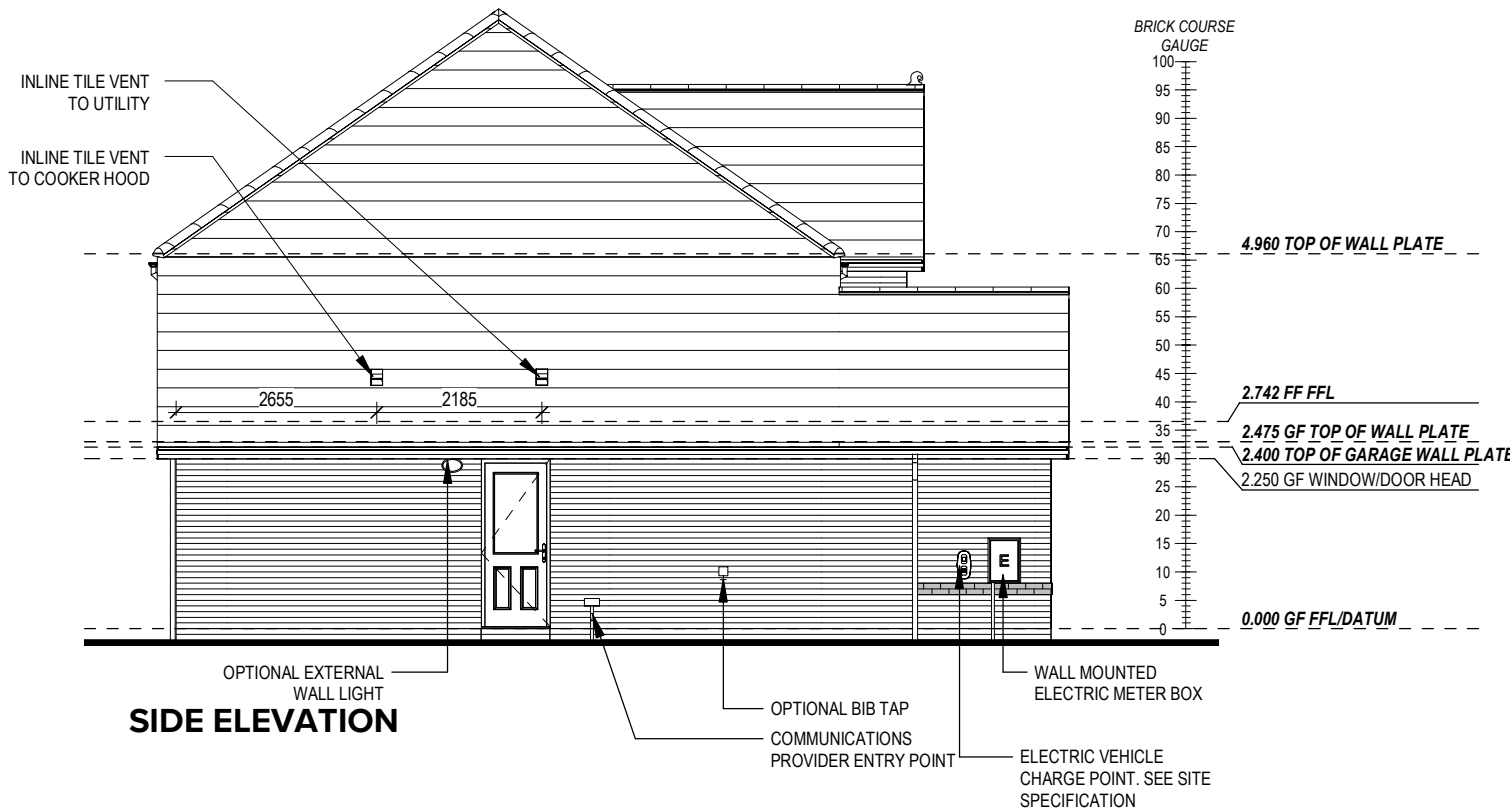 BRICK COURSE
GAUGE
100
95
90
85
80
75
70
65
60
55
50
45
40
35
30
25
20
15
10
5
0
INLINE TILE VENT
TO UTILITY
INLINE TILE VENT
TO COOKER HOOD
4.960 TOP OF WALL PLATE
2655
2185
2.742 FF FFL
2.475 GF TOP OF WALL PLATE
2.400 TOP OF GARAGE WALL PLATE
2.250 GF WINDOW/DOOR HEAD
E
0.000 GF FFL/DATUM
OPTIONAL EXTERNAL
WALL LIGHT
SIDE ELEVATION
OPTIONAL BIB TAP
COMMUNICATIONS
PROVIDER ENTRY POINT
WALL MOUNTED
ELECTRIC METER BOX
ELECTRIC VEHICLE
CHARGE POINT. SEE SITE
SPECIFICATION